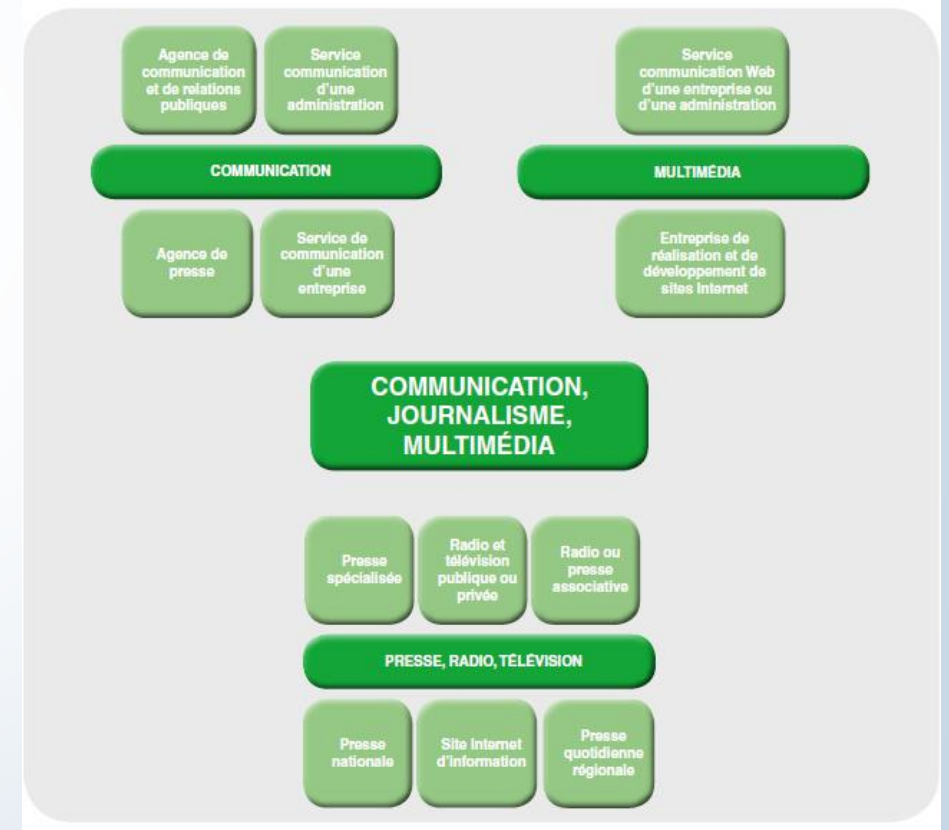 Agence de
communication
et de relations
publiques
Service
communication
d'une
administration
COMMUNICATION
Agence de
presse
Service de
communication
d'une
entreprise
Service
communication Web
d'une entreprise ou
d'une administration
MULTIMÉDIA
Entreprise de
réalisation et de
développement de
sites Internet
COMMUNICATION,
JOURNALISME,
MULTIMÉDIA
Presse
spécialisée
Radio et
télévision
publique ou
privée
Radio ou
presse
associative
PRESSE, RADIO, TÉLÉVISION
Presse
nationale
Site Internet
d'information
Presse
quotidienne
régionale